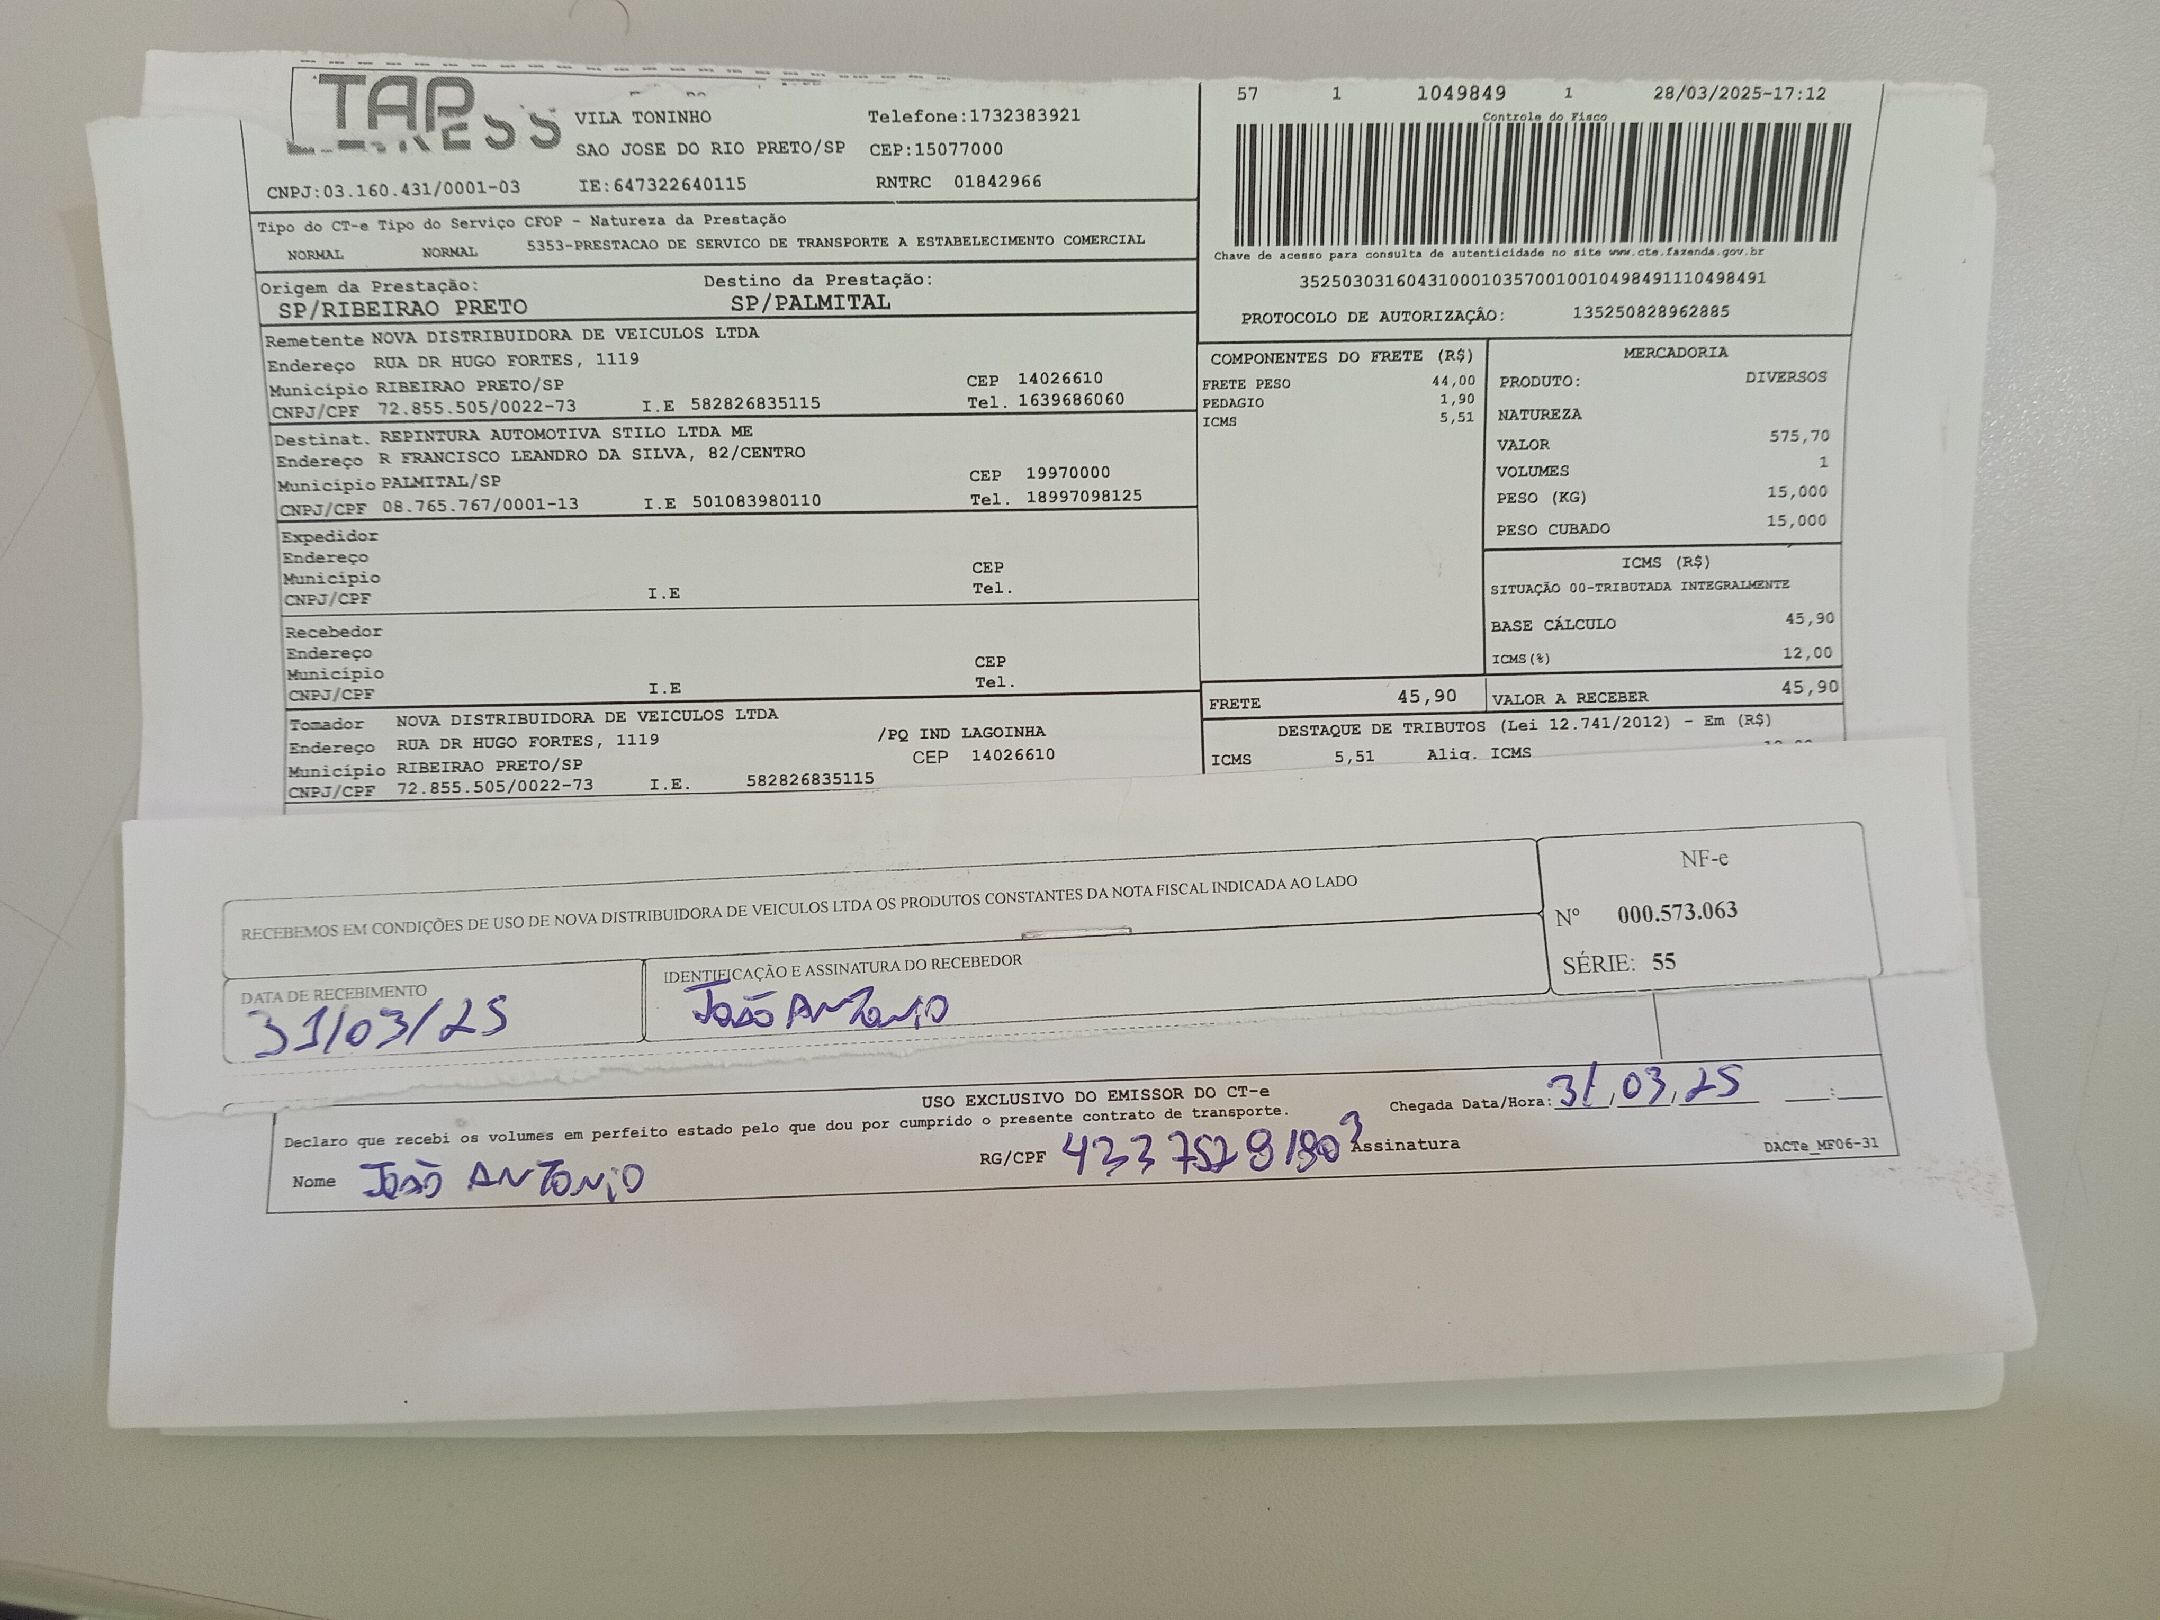 TAP
VILA TONINHO Telefone:1732383921
SAO JOSE DO RIO PRETO/SP CEP:15077000
CNPJ:03.160.431/0001-03 IE:647322640115 RNTRC 01842966
57 1 1049849 1 28/03/2025-17:12
Controle do Fisco
Chave de acesso para consulta de autenticidade no site www.cte.fazenda.gov.br
35250303160431000103570010010498491110498491
PROTOCOLO DE AUTORIZAÇÃO: 135250828962885
Tipo do CT-e Tipo do Serviço CFOP - Natureza da Prestação
NORMAL NORMAL 5353-PRESTACAO DE SERVICO DE TRANSPORTE A ESTABELECIMENTO COMERCIAL
Origem da Prestação: Destino da Prestação:
SP/RIBEIRAO PRETO SP/PALMITAL
Remetente NOVA DISTRIBUIDORA DE VEICULOS LTDA
Endereço RUA DR HUGO FORTES, 1119
Município RIBEIRAO PRETO/SP CEP 14026610
CNPJ/CPF 72.855.505/0022-73 I.E 582826835115 Tel. 1639686060
Destinat. REPINTURA AUTOMOTIVA STILO LTDA ME
Endereço R FRANCISCO LEANDRO DA SILVA, 82/CENTRO
Município PALMITAL/SP CEP 19970000
CNPJ/CPF 08.765.767/0001-13 I.E 501083980110 Tel. 18997098125
Expedidor
Endereço
Município CEP
CNPJ/CPF I.E Tel.
Recebedor
Endereço
Município CEP
CNPJ/CPF I.E Tel.
Tomador NOVA DISTRIBUIDORA DE VEICULOS LTDA
Endereço RUA DR HUGO FORTES, 1119 /PQ IND LAGOINHA
Município RIBEIRAO PRETO/SP CEP 14026610
CNPJ/CPF 72.855.505/0022-73 I.E. 582826835115
COMPONENTES DO FRETE (R$)
FRETE PESO 44,00
PEDAGIO 1,90
ICMS 5,51
MERCADORIA
PRODUTO: DIVERSOS
NATUREZA
VALOR 575,70
VOLUMES 1
PESO (KG) 15,000
PESO CUBADO 15,000
ICMS (R$)
SITUAÇÃO 00-TRIBUTADA INTEGRALMENTE
BASE CÁLCULO 45,90
ICMS(%) 12,00
FRETE 45,90 VALOR A RECEBER 45,90
DESTAQUE DE TRIBUTOS (Lei 12.741/2012) - Em (R$)
ICMS 5,51 Aliq. ICMS
RECEBEMOS EM CONDIÇÕES DE USO DE NOVA DISTRIBUIDORA DE VEICULOS LTDA OS PRODUTOS CONSTANTES DA NOTA FISCAL INDICADA AO LADO
NF-e
Nº 000.573.063
SÉRIE: 55
DATA DE RECEBIMENTO IDENTIFICAÇÃO E ASSINATURA DO RECEBEDOR
31/03/25 João Antonio
USO EXCLUSIVO DO EMISSOR DO CT-e
Declaro que recebi os volumes em perfeito estado pelo que dou por cumprido o presente contrato de transporte. Chegada Data/Hora: 31/03/25 __:__
Nome João Antonio RG/CPF Assinatura DACTe_MF06-31